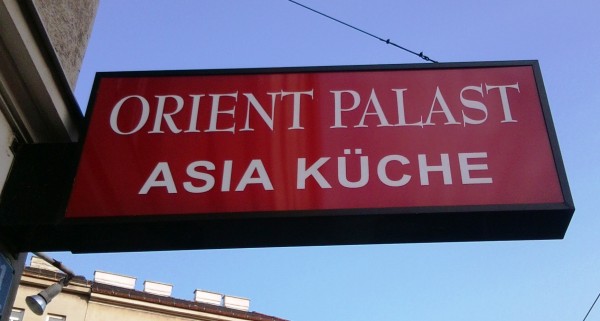 ORIENT PALAST
ASIA KÜCHE